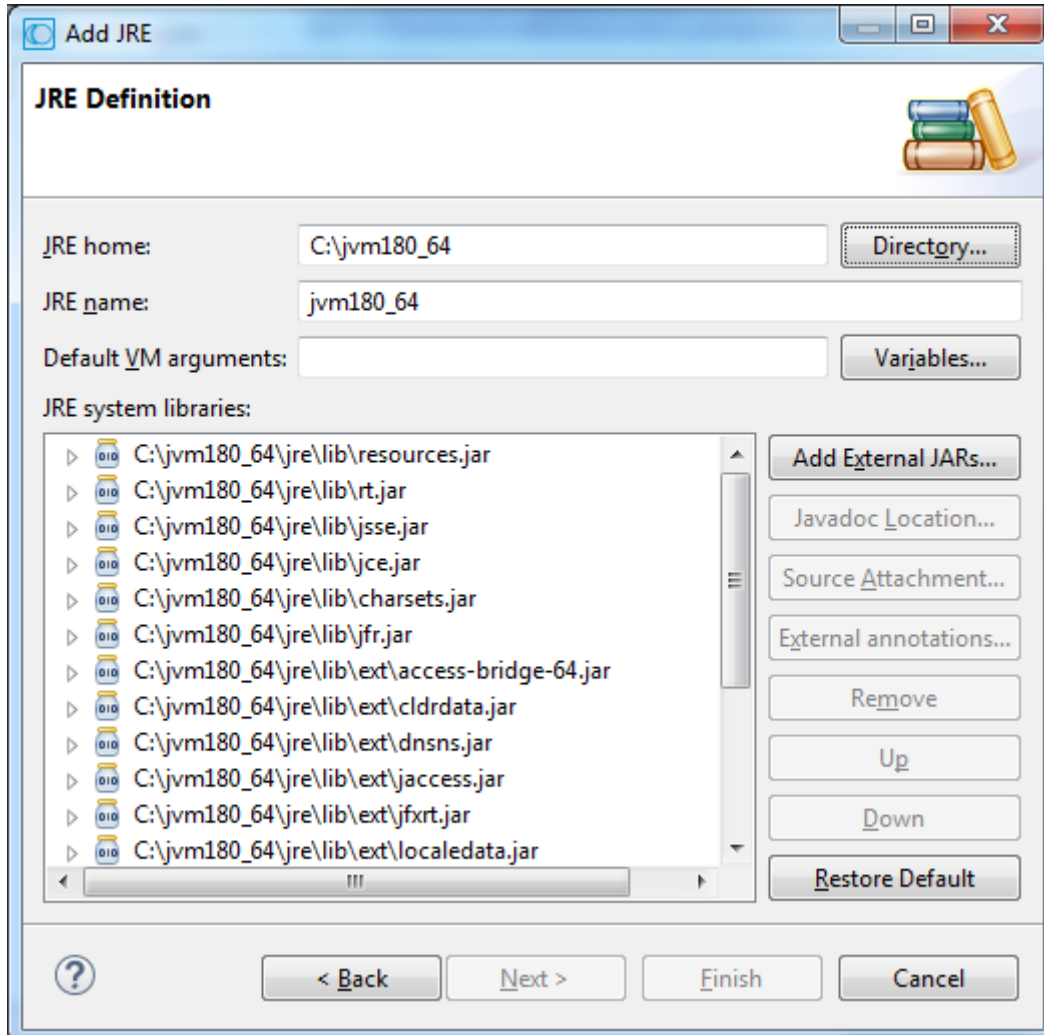 Add JRE
JRE Definition
JRE home: C:\jvm180_64 Directory...
JRE name: jvm180_64
Default VM arguments: Variables...
JRE system libraries:
C:\jvm180_64\jre\lib\resources.jar
C:\jvm180_64\jre\lib\rt.jar
C:\jvm180_64\jre\lib\jsse.jar
C:\jvm180_64\jre\lib\jce.jar
C:\jvm180_64\jre\lib\charsets.jar
C:\jvm180_64\jre\lib\jfr.jar
C:\jvm180_64\jre\lib\ext\access-bridge-64.jar
C:\jvm180_64\jre\lib\ext\cldrdata.jar
C:\jvm180_64\jre\lib\ext\dnsns.jar
C:\jvm180_64\jre\lib\ext\jaccess.jar
C:\jvm180_64\jre\lib\ext\jfxrt.jar
C:\jvm180_64\jre\lib\ext\localedata.jar
Add External JARs...
Javadoc Location...
Source Attachment...
External annotations...
Remove
Up
Down
Restore Default
? < Back Next > Finish Cancel